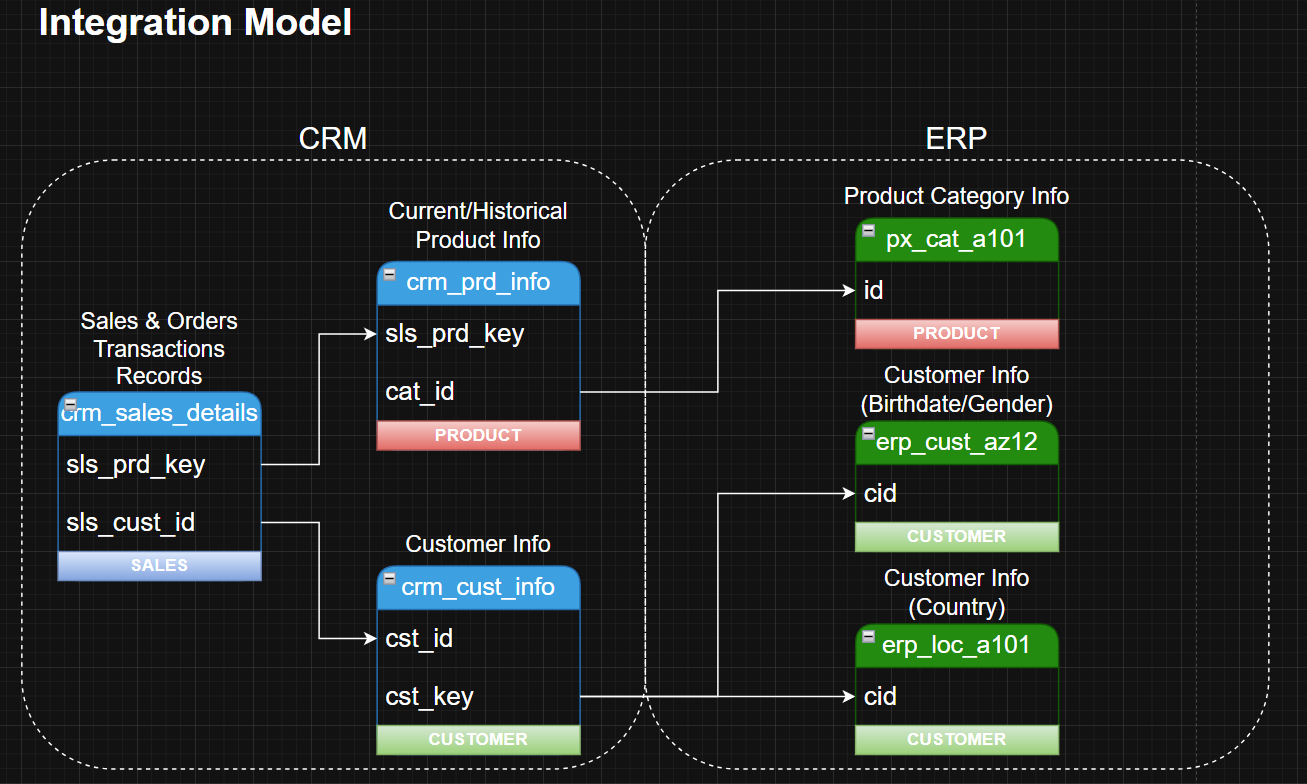 Integration Model
CRM
Sales & Orders
Transactions
Records
crm_sales_details
sls_prd_key
sls_cust_id
SALES
Current/Historical
Product Info
crm_prd_info
sls_prd_key
cat_id
PRODUCT
Customer Info
crm_cust_info
cst_id
cst_key
CUSTOMER
ERP
Product Category Info
px_cat_a101
id
PRODUCT
Customer Info
(Birthdate/Gender)
erp_cust_az12
cid
CUSTOMER
Customer Info
(Country)
erp_loc_a101
cid
CUSTOMER